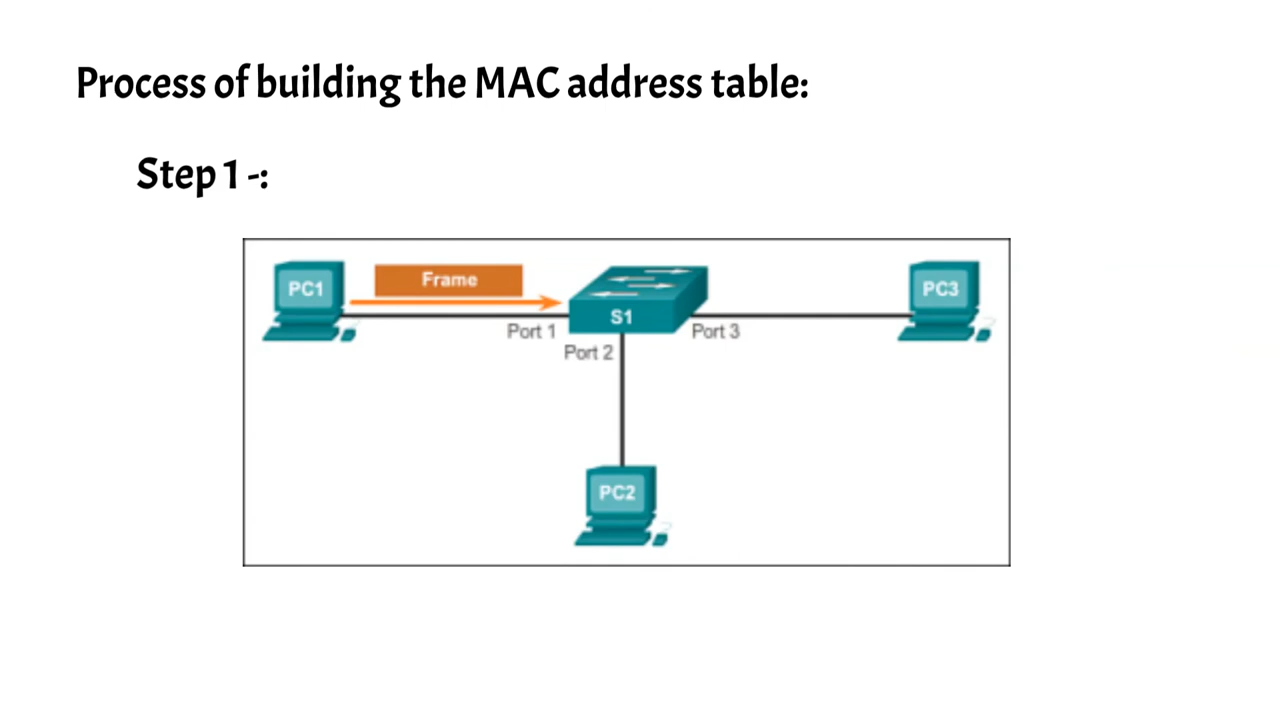 Process of building the MAC address table:
Step 1 -:
PC1
Frame
PC3
S1
Port 1
Port 3
Port 2
PC2